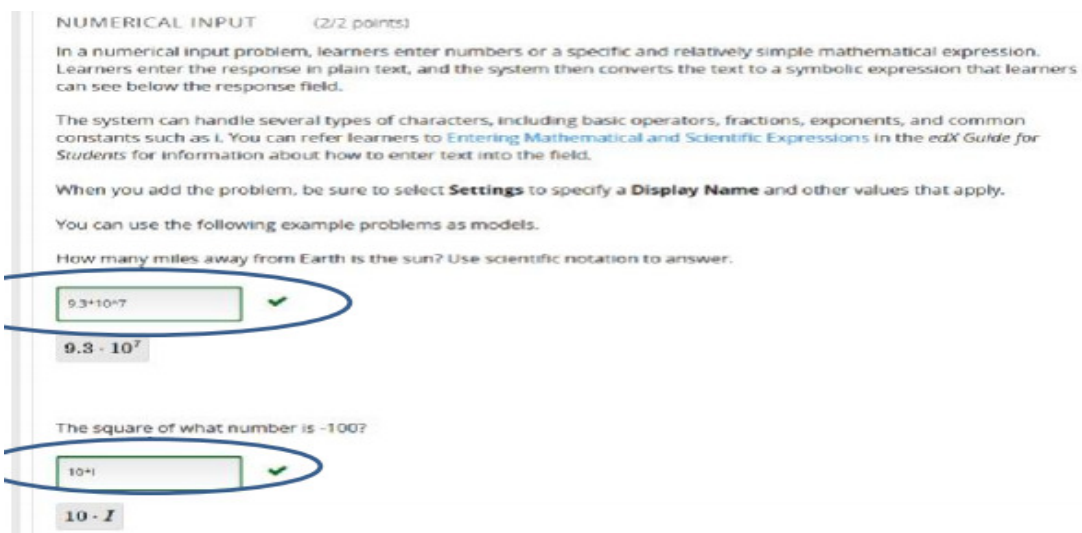 NUMERICAL INPUT (2/2 points)
In a numerical input problem, learners enter numbers or a specific and relatively simple mathematical expression.
Learners enter the response in plain text, and the system then converts the text to a symbolic expression that learners
can see below the response field.
The system can handle several types of characters, including basic operators, fractions, exponents, and common
constants such as i. You can refer learners to Entering Mathematical and Scientific Expressions in the edX Guide for
Students for information about how to enter text into the field.
When you add the problem, be sure to select Settings to specify a Display Name and other values that apply.
You can use the following example problems as models.
How many miles away from Earth is the sun? Use scientific notation to answer.
9.3*10^7
9.3 · 10⁷
The square of what number is -100?
10*i
10 · I